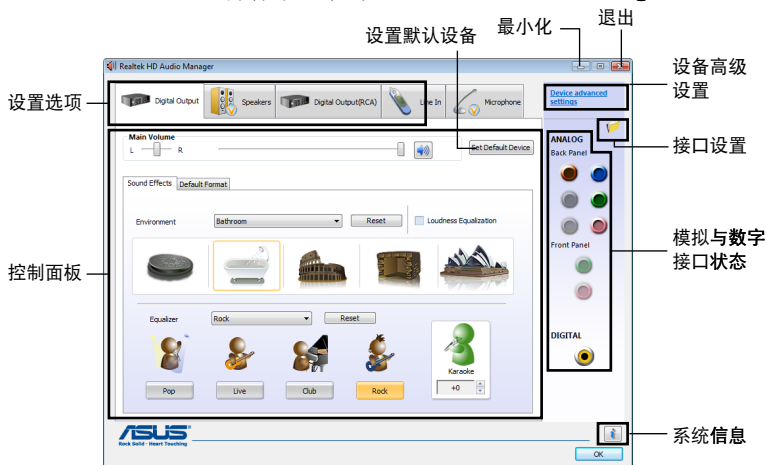 退出
最小化
设置默认设备
设备高级
设置
设置选项
接口设置
模拟与数字
接口状态
控制面板
系统信息
Realtek HD Audio Manager
Digital Output
Speakers
Digital Output(RCA)
Line In
Microphone
Device advanced
settings
Main Volume
L
R
Set Default Device
ANALOG
Back Panel
Sound Effects
Default Format
Environment
Bathroom
Reset
Loudness Equalization
Front Panel
Equalizer
Rock
Reset
Pop
Live
Club
Rock
Karaoke
+0
DIGITAL
ASUS
Rock Solid · Heart Touching
i
OK